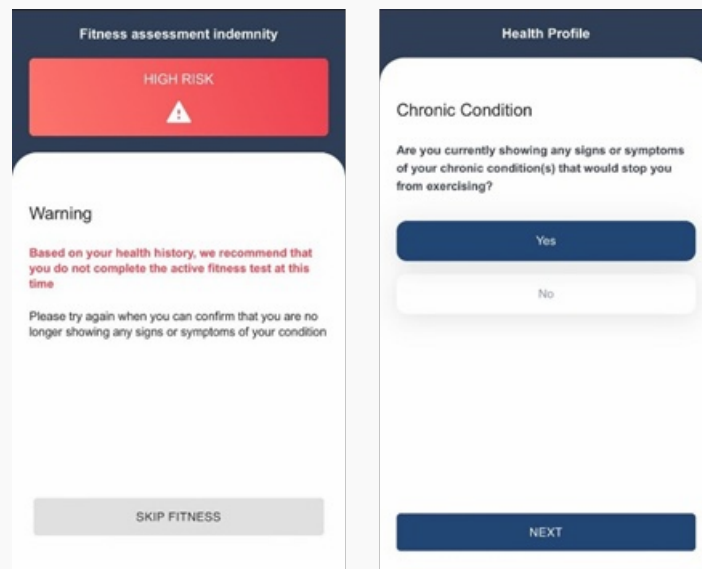 Fitness assessment indemnity
HIGH RISK
Warning
Based on your health history, we recommend that
you do not complete the active fitness test at this
time
Please try again when you can confirm that you are no
longer showing any signs or symptoms of your condition
SKIP FITNESS
Health Profile
Chronic Condition
Are you currently showing any signs or symptoms
of your chronic condition(s) that would stop you
from exercising?
Yes
No
NEXT